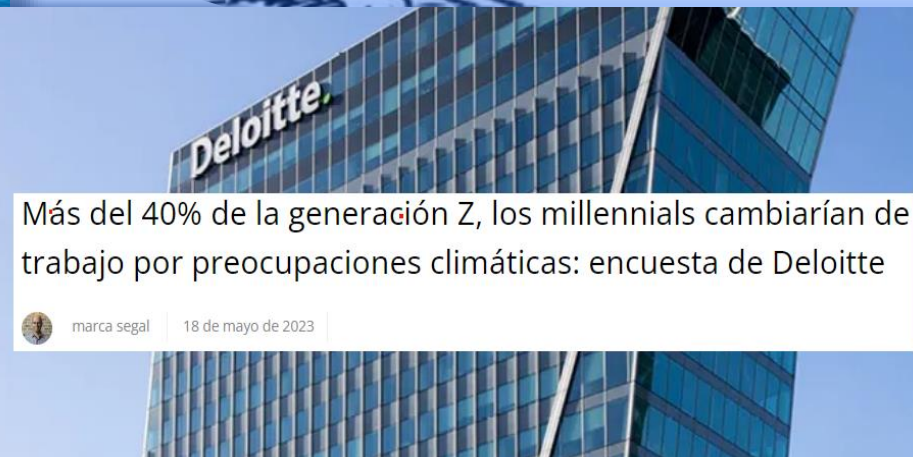 Deloitte.
Más del 40% de la generación Z, los millennials cambiarían de
trabajo por preocupaciones climáticas: encuesta de Deloitte
marca segal
18 de mayo de 2023